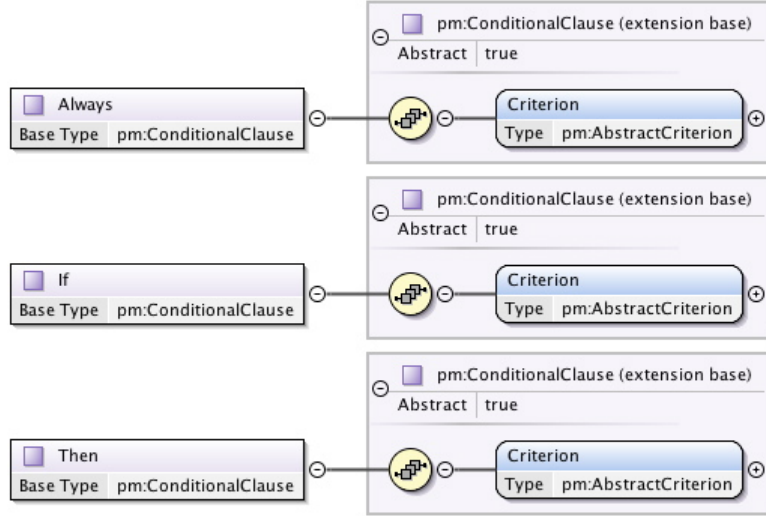 pm:ConditionalClause (extension base)
Abstract true
Always
Base Type pm:ConditionalClause
Criterion
Type pm:AbstractCriterion
pm:ConditionalClause (extension base)
Abstract true
If
Base Type pm:ConditionalClause
Criterion
Type pm:AbstractCriterion
pm:ConditionalClause (extension base)
Abstract true
Then
Base Type pm:ConditionalClause
Criterion
Type pm:AbstractCriterion